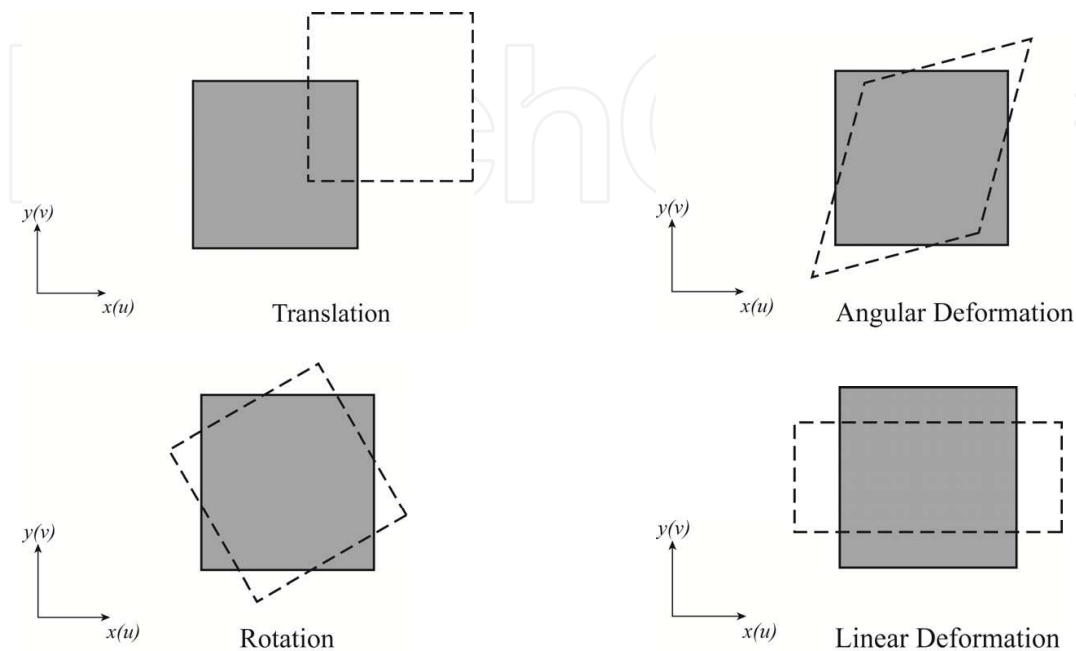 y(v)
x(u)
Translation
y(v)
x(u)
Angular Deformation
y(v)
x(u)
Rotation
y(v)
x(u)
Linear Deformation